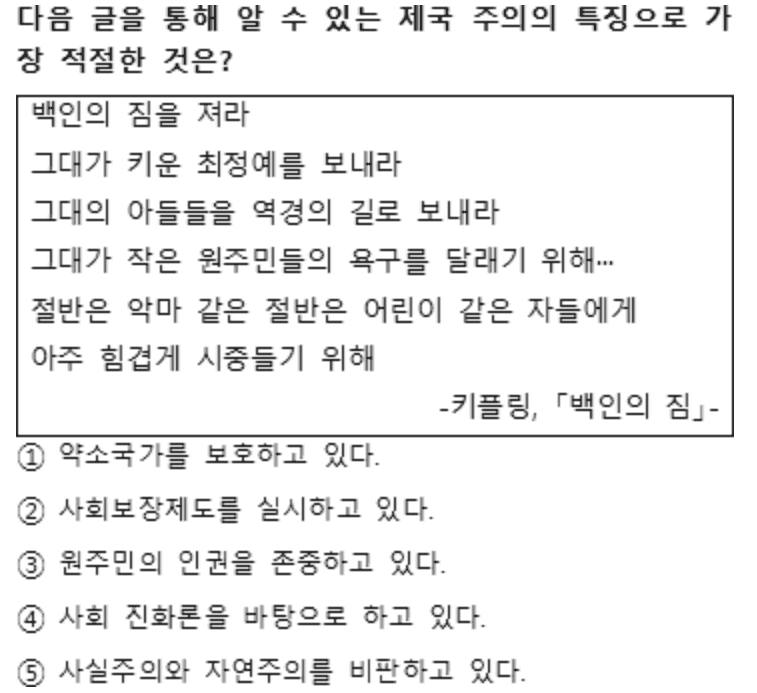 다음 글을 통해 알 수 있는 제국 주의의 특징으로 가
장 적절한 것은?
백인의 짐을 져라
그대가 키운 최정예를 보내라
그대의 아들들을 역경의 길로 보내라
그대가 작은 원주민들의 욕구를 달래기 위해…
절반은 악마 같은 절반은 어린이 같은 자들에게
아주 힘겹게 시중들기 위해
-키플링, 「백인의 짐」-
① 약소국가를 보호하고 있다.
② 사회보장제도를 실시하고 있다.
③ 원주민의 인권을 존중하고 있다.
④ 사회 진화론을 바탕으로 하고 있다.
⑤ 사실주의와 자연주의를 비판하고 있다.